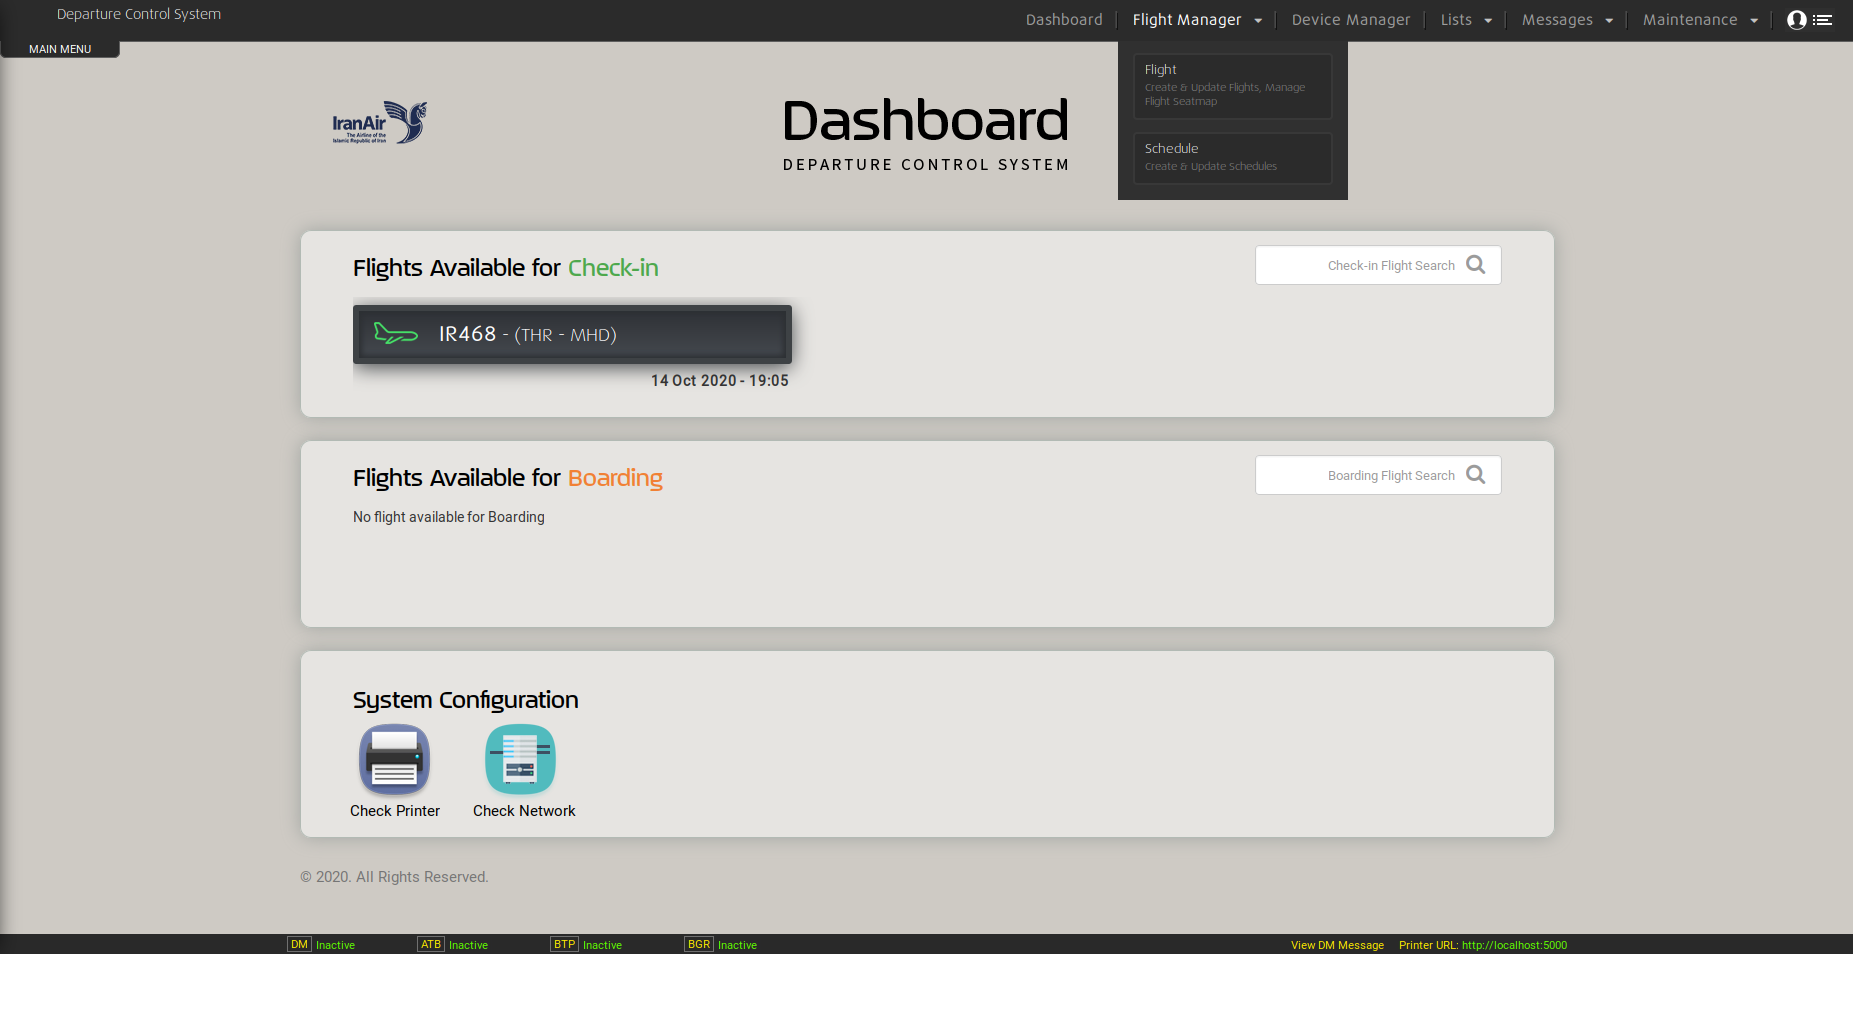 Departure Control System
Dashboard
Flight Manager
Device Manager
Lists
Messages
Maintenance
MAIN MENU
Flight
Create & Update Flights, Manage
Flight Seatmap
Schedule
Create & Update Schedules
IranAir
The Airline of the
Islamic Republic of Iran
Dashboard
DEPARTURE CONTROL SYSTEM
Flights Available for Check-in
Check-in Flight Search
IR468 - (THR - MHD)
14 Oct 2020 - 19:05
Flights Available for Boarding
Boarding Flight Search
No flight available for Boarding
System Configuration
Check Printer
Check Network
© 2020. All Rights Reserved.
DM Inactive
ATB Inactive
BTP Inactive
BGR Inactive
View DM Message
Printer URL: http://localhost:5000